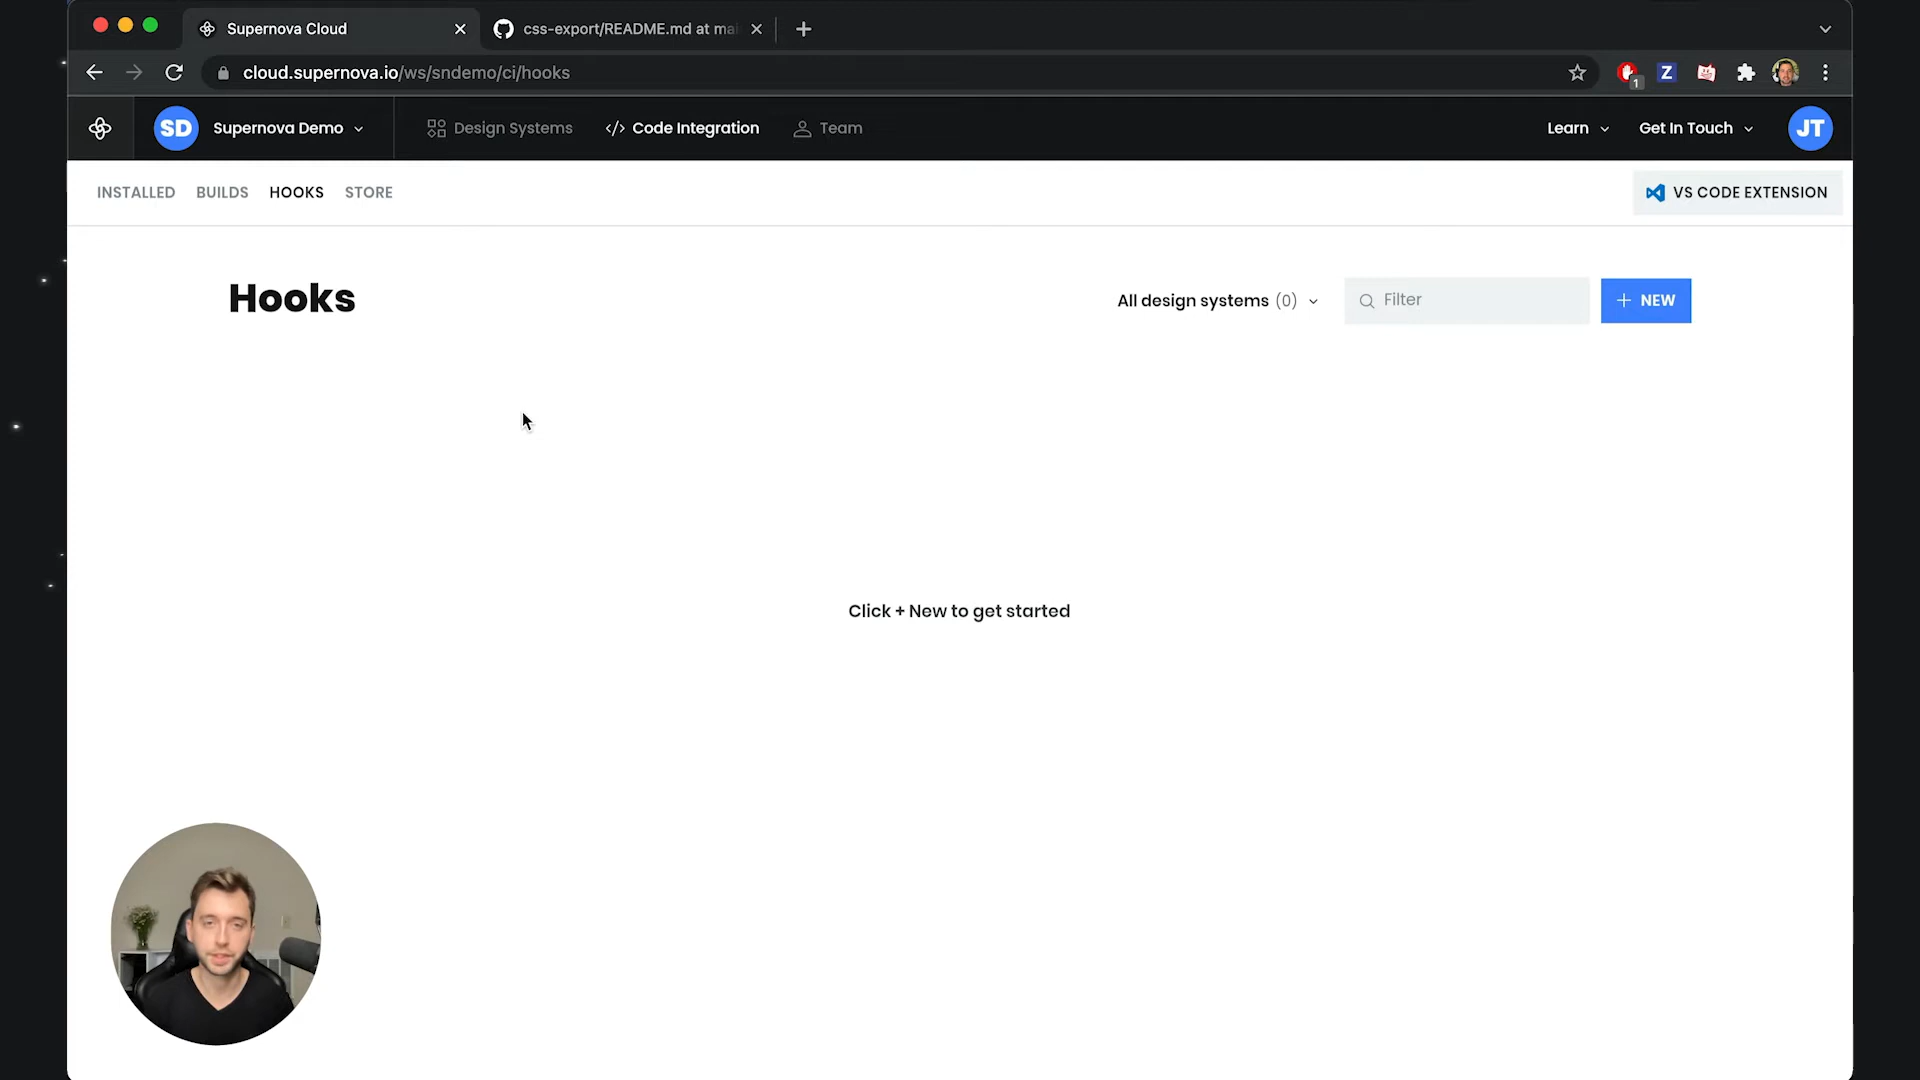 Supernova Cloud
css-export/README.md at mai
cloud.supernova.io/ws/sndemo/ci/hooks
Z
1
SD
Supernova Demo
Design Systems
</> Code Integration
Team
Learn
Get In Touch
JT
INSTALLED
BUILDS
HOOKS
STORE
VS CODE EXTENSION
Hooks
All design systems (0)
Filter
+ NEW
Click + New to get started